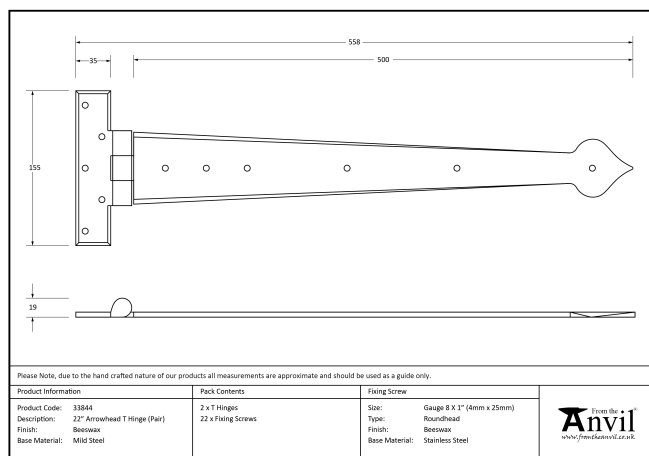 558
35
500
155
19
Please Note, due to the hand crafted nature of our products all measurements are approximate and should be used as a guide only.
Product Information
Product Code: 33844
Description: 22" Arrowhead T Hinge (Pair)
Finish: Beeswax
Base Material: Mild Steel
Pack Contents
2 x T Hinges
22 x Fixing Screws
Fixing Screw
Size: Gauge 8 X 1" (4mm x 25mm)
Type: Roundhead
Finish: Beeswax
Base Material: Stainless Steel
From the
Anvil
www.fromtheanvil.co.uk